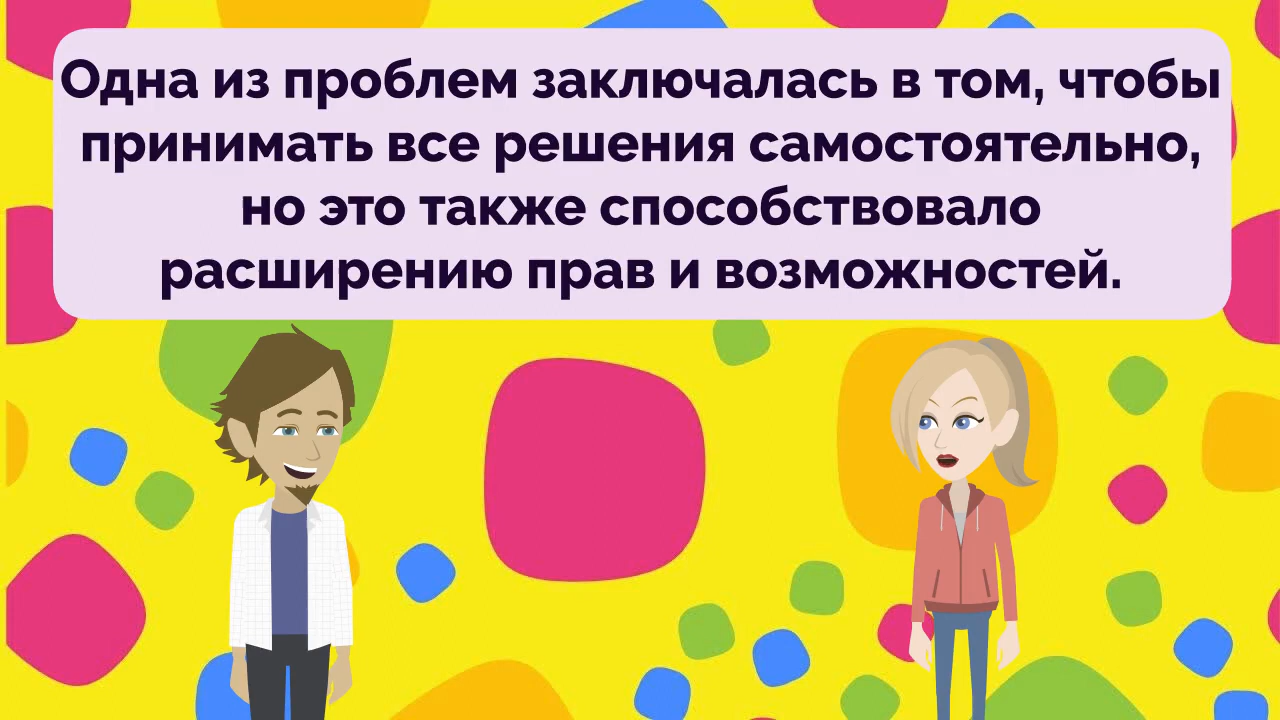 Одна из проблем заключалась в том, чтобы
принимать все решения самостоятельно,
но это также способствовало
расширению прав и возможностей.